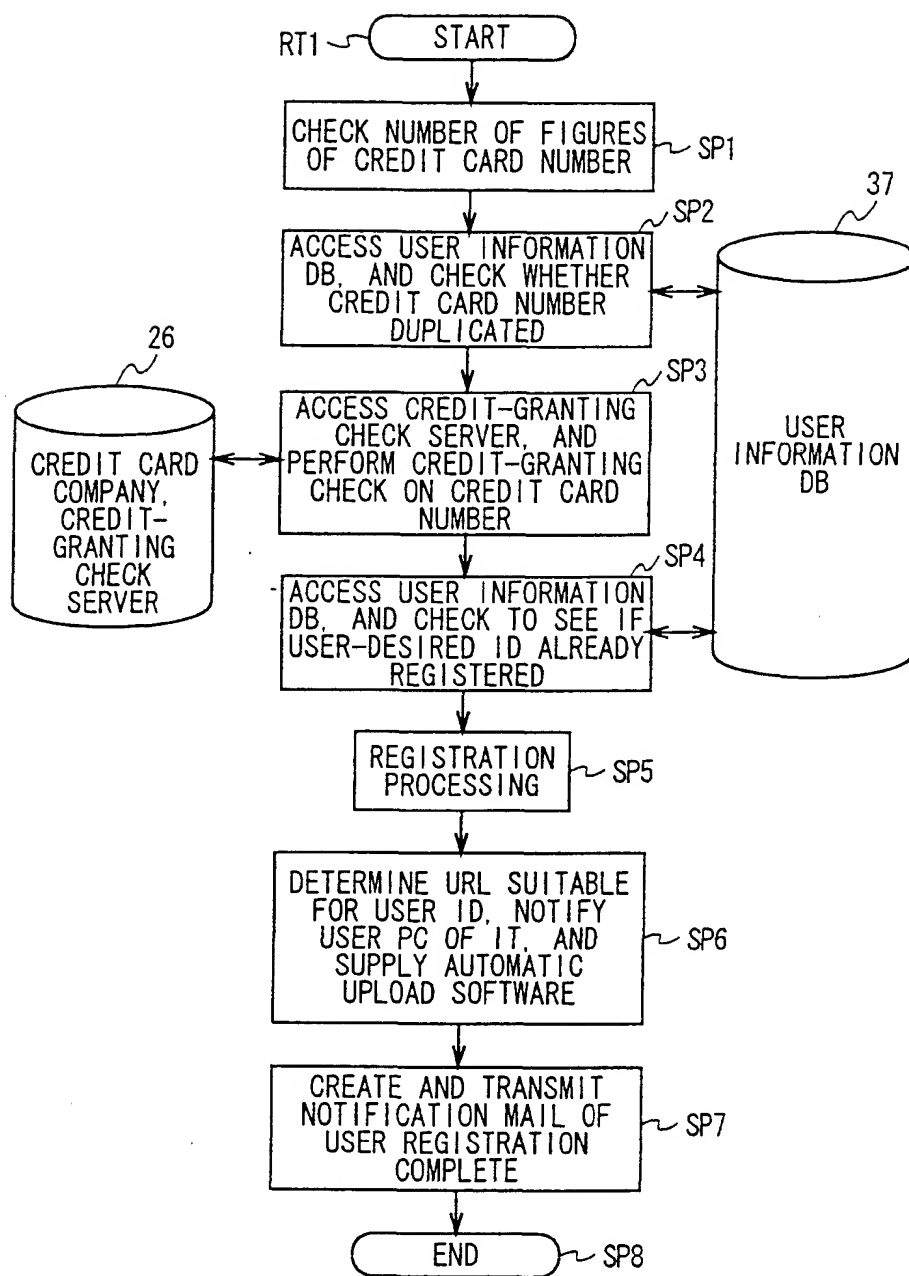 RT1
START
CHECK NUMBER OF FIGURES
OF CREDIT CARD NUMBER
SP1
SP2
37
ACCESS USER INFORMATION
DB, AND CHECK WHETHER
CREDIT CARD NUMBER
DUPLICATED
26
SP3
CREDIT CARD
COMPANY,
CREDIT-
GRANTING
CHECK
SERVER
ACCESS CREDIT-GRANTING
CHECK SERVER, AND
PERFORM CREDIT-GRANTING
CHECK ON CREDIT CARD
NUMBER
USER
INFORMATION
DB
SP4
ACCESS USER INFORMATION
DB, AND CHECK TO SEE IF
USER-DESIRED ID ALREADY
REGISTERED
REGISTRATION
PROCESSING
SP5
DETERMINE URL SUITABLE
FOR USER ID, NOTIFY
USER PC OF IT, AND
SUPPLY AUTOMATIC
UPLOAD SOFTWARE
SP6
CREATE AND TRANSMIT
NOTIFICATION MAIL OF
USER REGISTRATION
COMPLETE
SP7
END
SP8